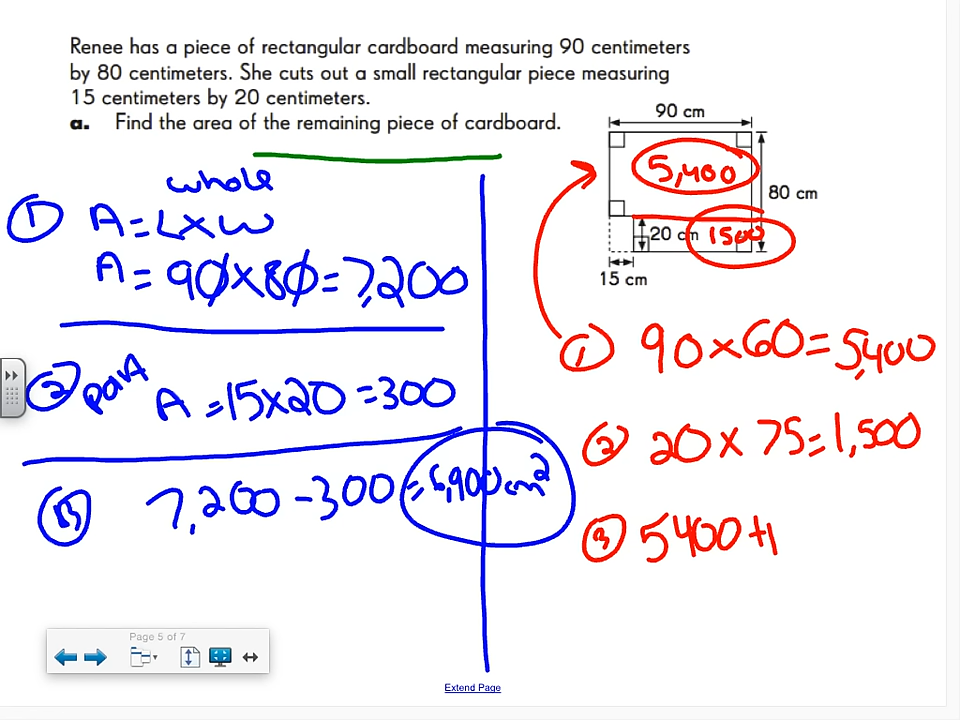 Renee has a piece of rectangular cardboard measuring 90 centimeters
by 80 centimeters. She cuts out a small rectangular piece measuring
15 centimeters by 20 centimeters.
a. Find the area of the remaining piece of cardboard.
90 cm
5,400
80 cm
20 cm
1500
15 cm
① whole
A = L x W
A = 90 x 80 = 7,200
② part A = 15 x 20 = 300
③ 7,200 - 300 = 6,900 cm²
① 90 x 60 = 5,400
② 20 x 75 = 1,500
③ 5400 + 1
Page 5 of 7
Extend Page